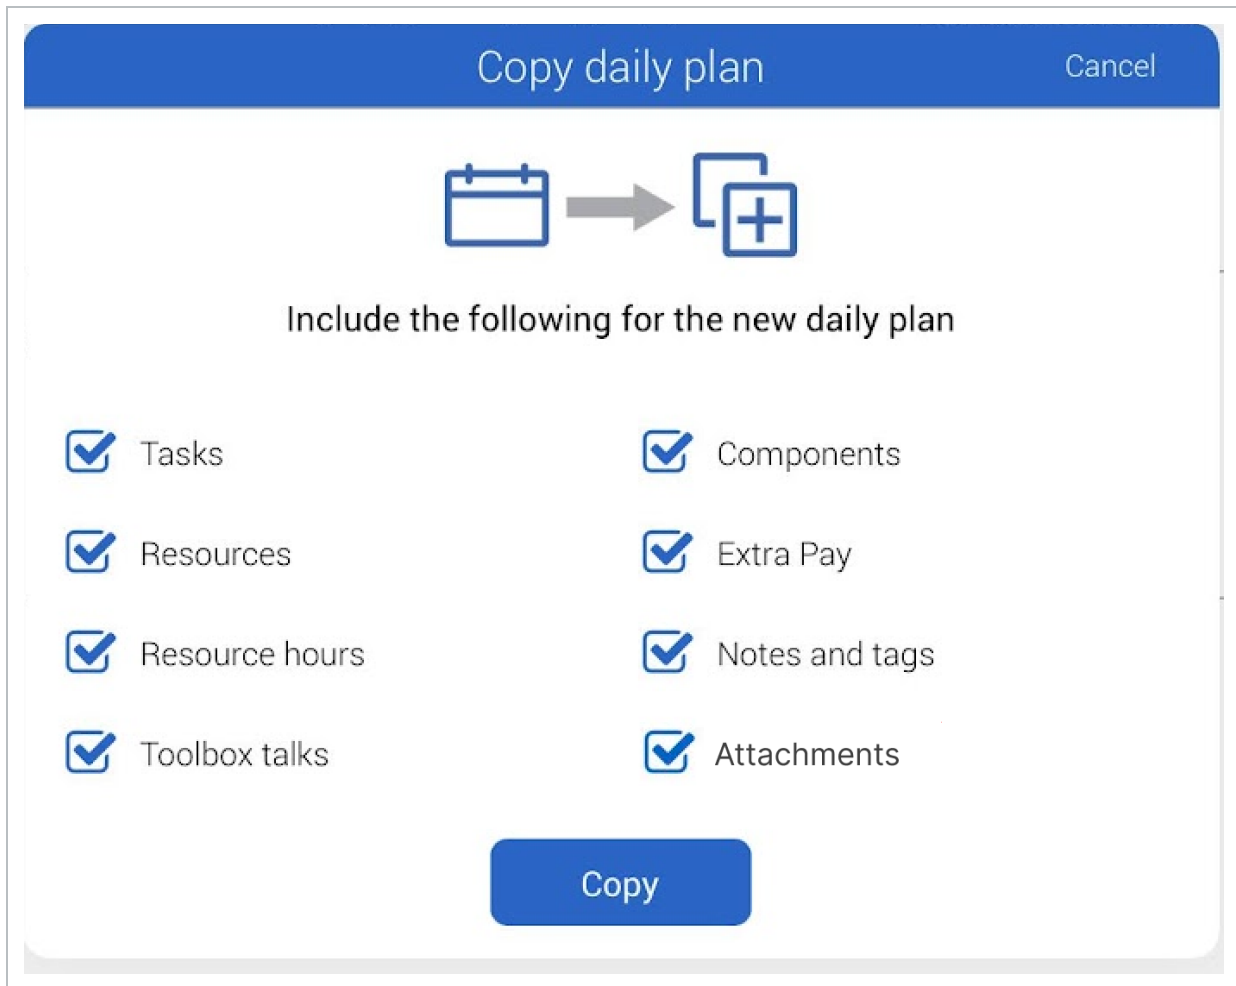 Copy daily plan
Cancel
Include the following for the new daily plan
Tasks
Components
Resources
Extra Pay
Resource hours
Notes and tags
Toolbox talks
Attachments
Copy